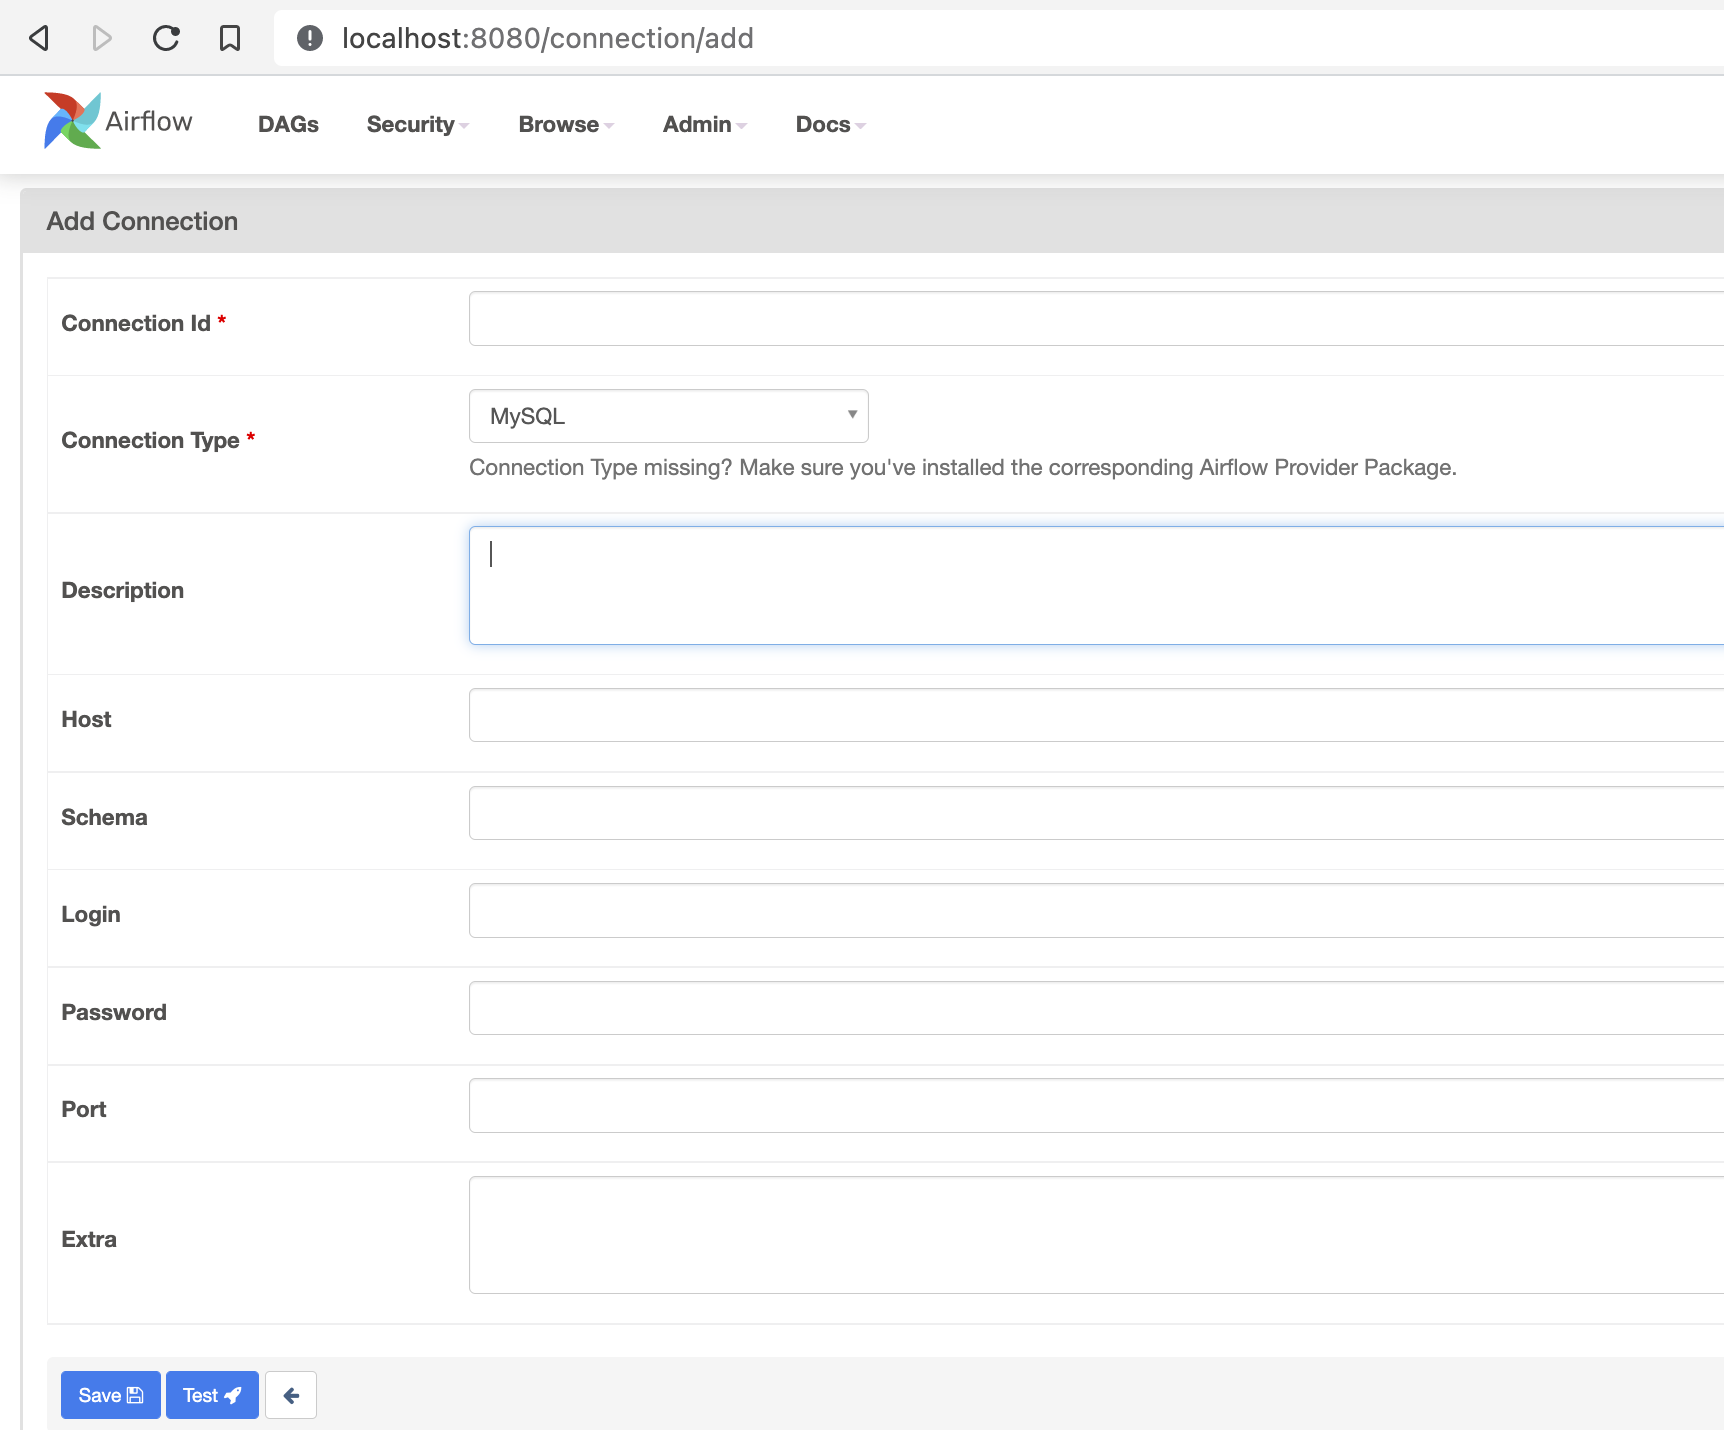 localhost:8080/connection/add
Airflow DAGs Security Browse Admin Docs
Add Connection
Connection Id *
Connection Type * MySQL
Connection Type missing? Make sure you've installed the corresponding Airflow Provider Package.
Description
Host
Schema
Login
Password
Port
Extra
Save Test